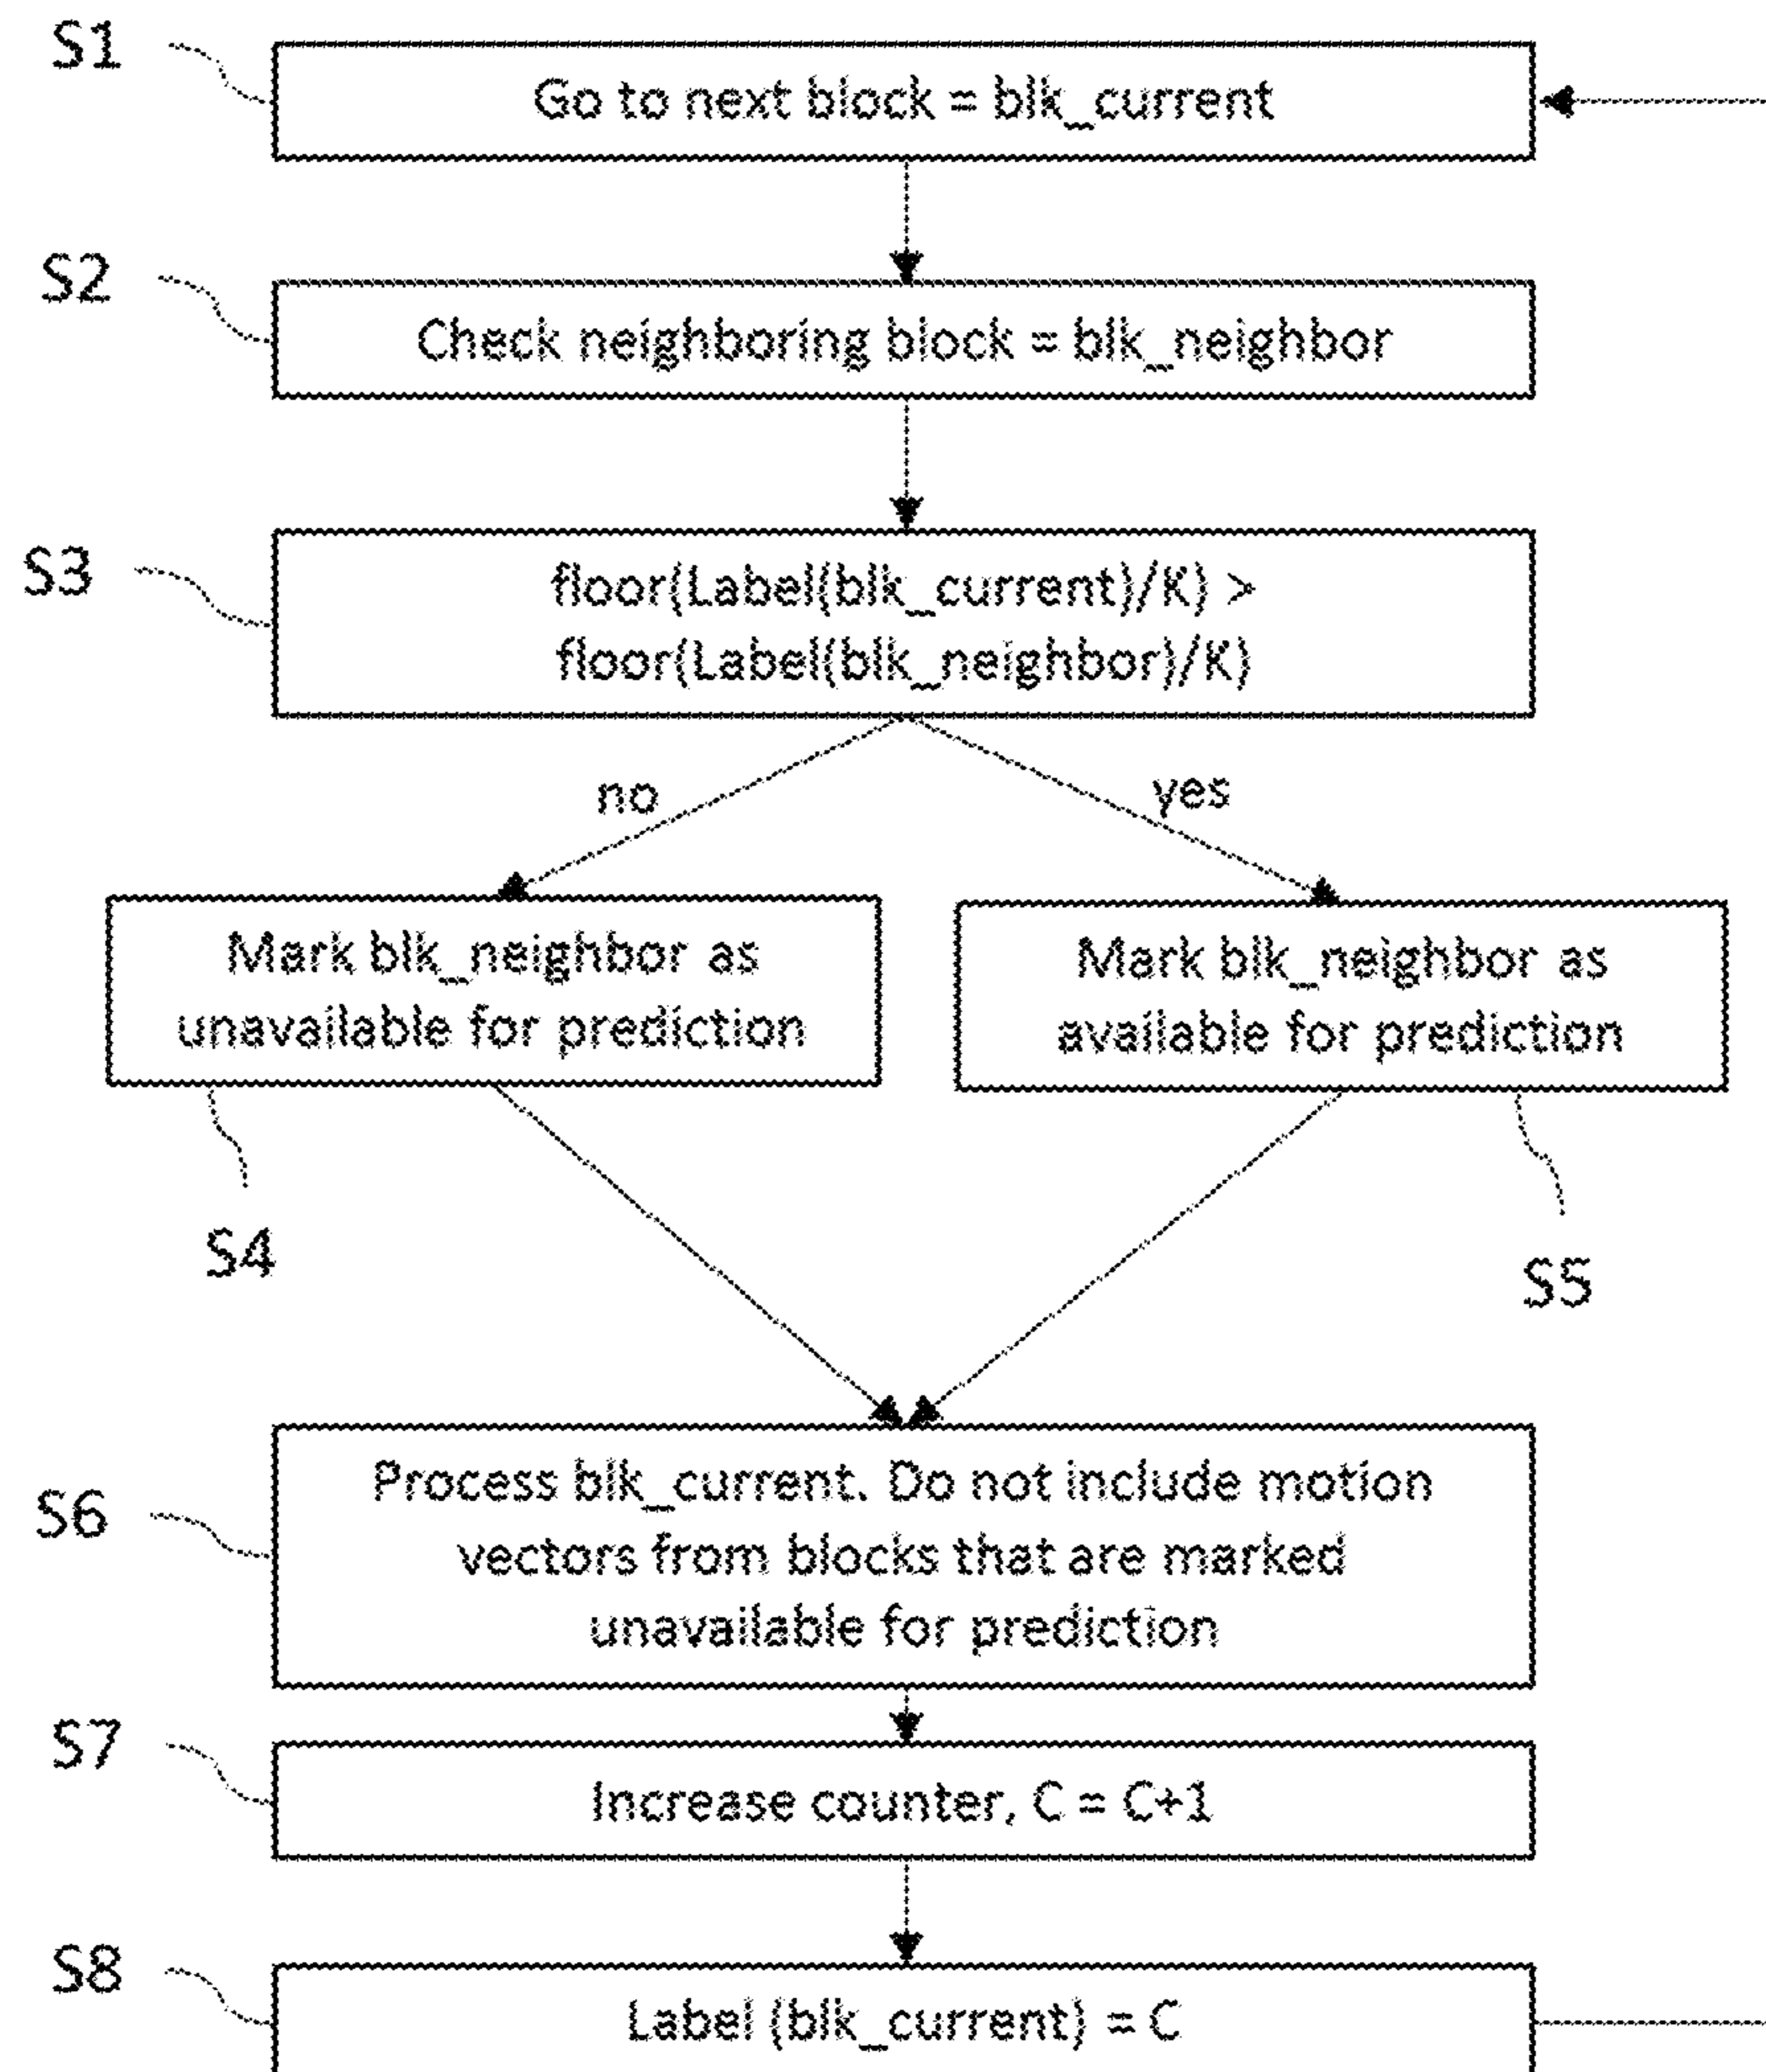 S1
Go to next block = blk_current
S2
Check neighboring block = blk_neighbor
S3
floor(Label(blk_current)/K) >
floor(Label(blk_neighbor)/K)
no
yes
Mark blk_neighbor as
unavailable for prediction
Mark blk_neighbor as
available for prediction
S4
S5
S6
Process blk_current. Do not include motion
vectors from blocks that are marked
unavailable for prediction
S7
Increase counter, C = C+1
S8
Label (blk_current) = C